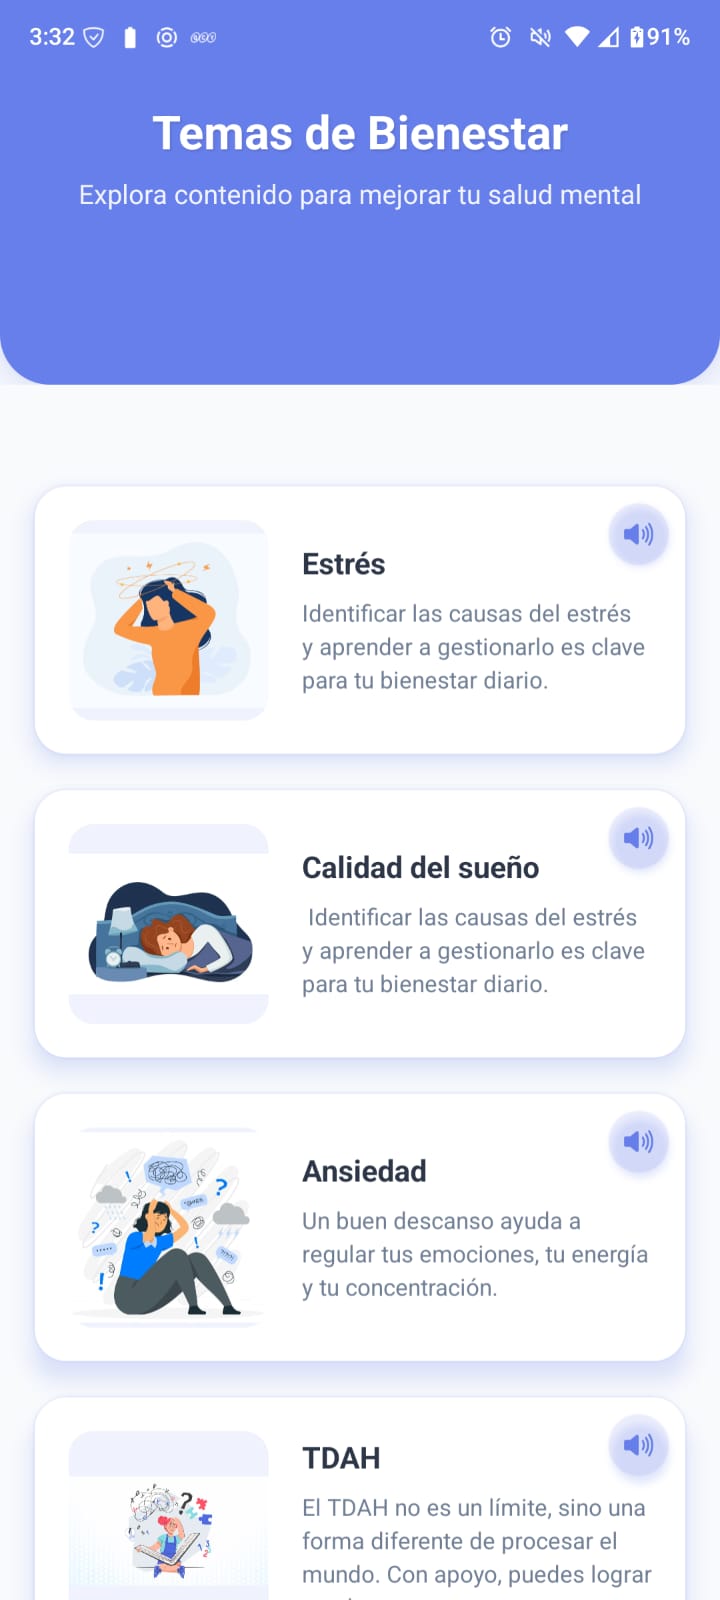 3:32
91%
Temas de Bienestar
Explora contenido para mejorar tu salud mental
Estrés
Identificar las causas del estrés
y aprender a gestionarlo es clave
para tu bienestar diario.
Calidad del sueño
Identificar las causas del estrés
y aprender a gestionarlo es clave
para tu bienestar diario.
Ansiedad
Un buen descanso ayuda a
regular tus emociones, tu energía
y tu concentración.
TDAH
El TDAH no es un límite, sino una
forma diferente de procesar el
mundo. Con apoyo, puedes lograr